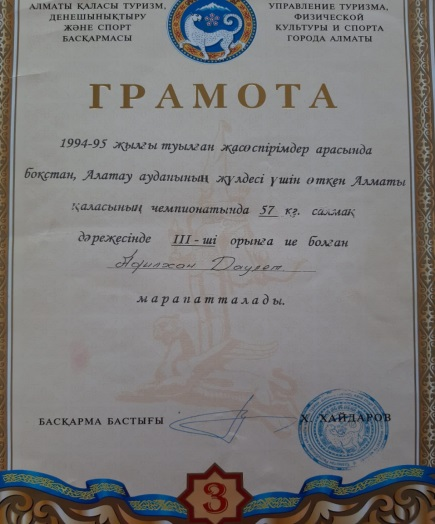 АЛМАТЫ ҚАЛАСЫ ТУРИЗМ,
ДЕНЕШЫНЫҚТЫРУ
ЖӘНЕ СПОРТ
БАСҚАРМАСЫ
УПРАВЛЕНИЕ ТУРИЗМА,
ФИЗИЧЕСКОЙ
КУЛЬТУРЫ И СПОРТА
ГОРОДА АЛМАТЫ
ГРАМОТА
1994-95 жылғы туылған жасөспірімдер арасында
бокстан, Алатау ауданының жүлдесі үшін өткен Алматы
қаласының чемпионатында 57 кг. салмақ
дәрежесінде III - ші орынға ие болған
Адилхан Даулет
марапатталады.
БАСҚАРМА БАСТЫҒЫ
Х. ХАЙДАРОВ
3